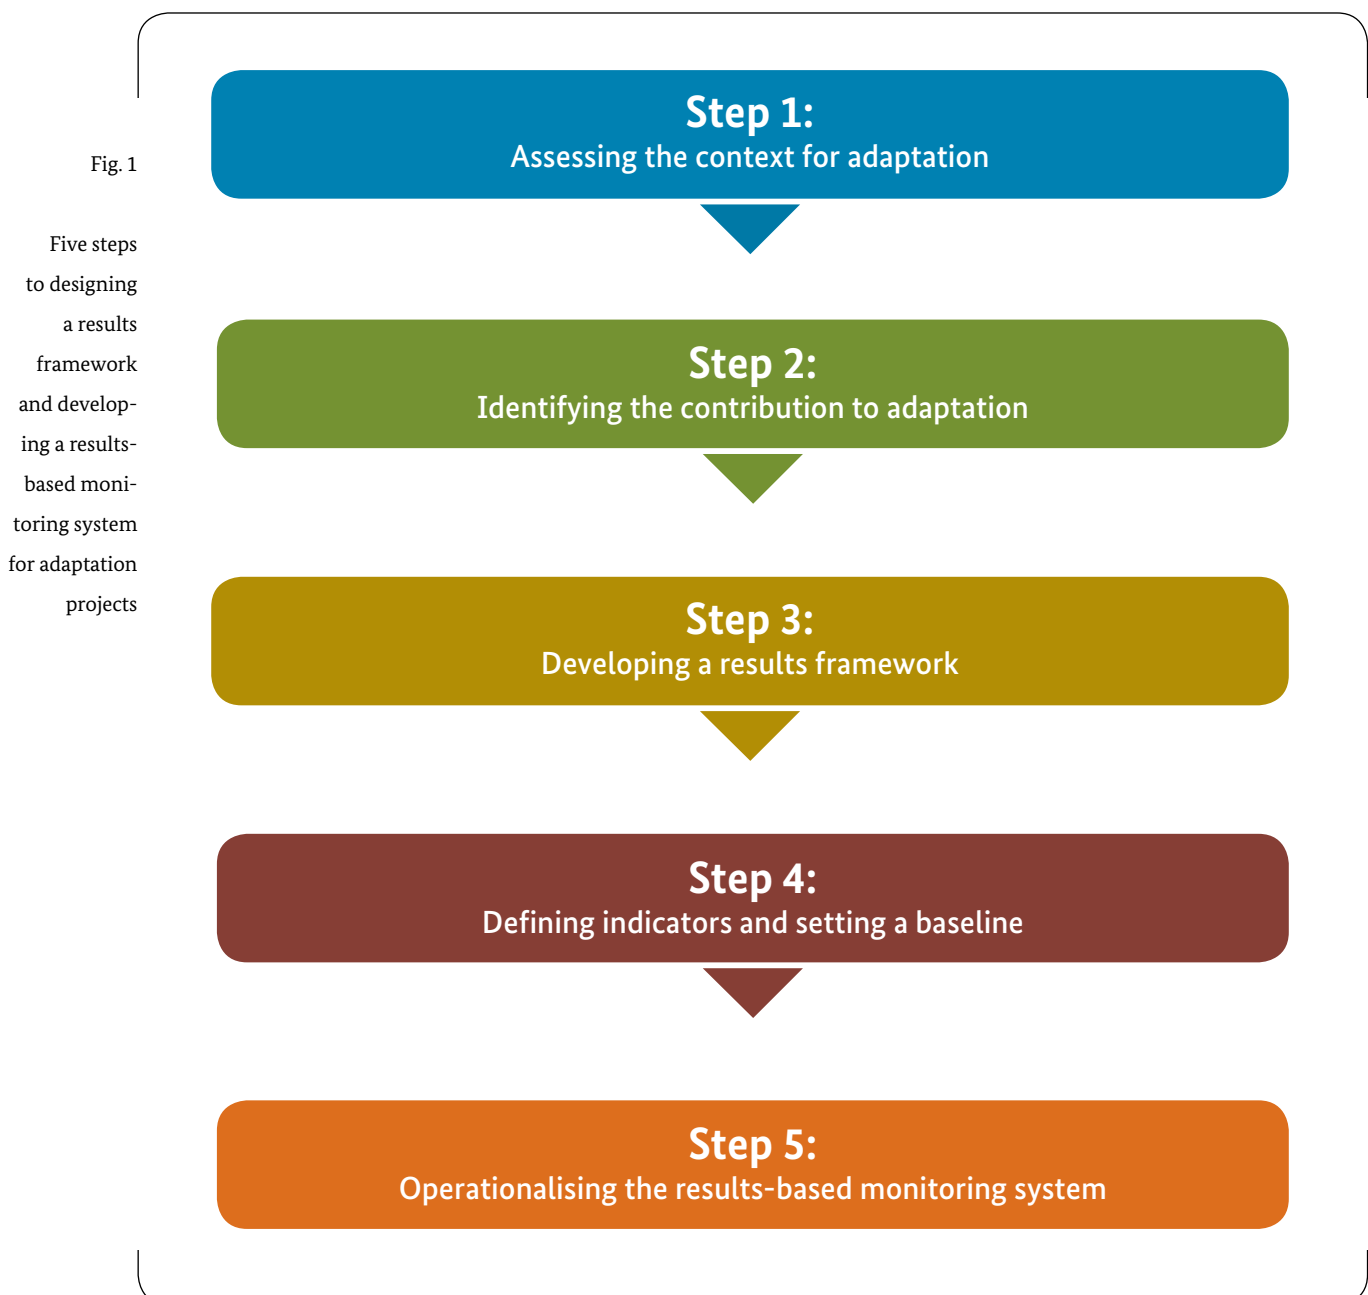 Fig. 1
Five steps
to designing
a results
framework
and develop-
ing a results-
based moni-
toring system
for adaptation
projects
Step 1:
Assessing the context for adaptation
Step 2:
Identifying the contribution to adaptation
Step 3:
Developing a results framework
Step 4:
Defining indicators and setting a baseline
Step 5:
Operationalising the results-based monitoring system